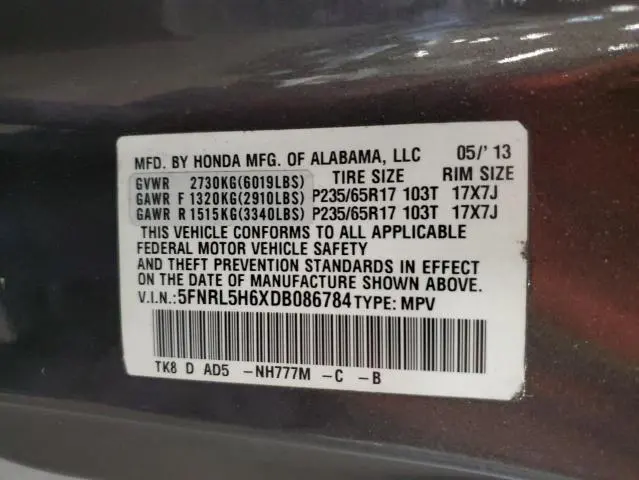 MFD. BY HONDA MFG. OF ALABAMA, LLC 05/' 13
TIRE SIZE RIM SIZE
GVWR 2730KG(6019LBS)
GAWR F 1320KG(2910LBS) P235/65R17 103T 17X7J
GAWR R 1515KG(3340LBS) P235/65R17 103T 17X7J
THIS VEHICLE CONFORMS TO ALL APPLICABLE
FEDERAL MOTOR VEHICLE SAFETY
AND THEFT PREVENTION STANDARDS IN EFFECT
ON THE DATE OF MANUFACTURE SHOWN ABOVE.
V.I.N.:5FNRL5H6XDB086784 TYPE: MPV
TK8 D AD5 -NH777M -C -B